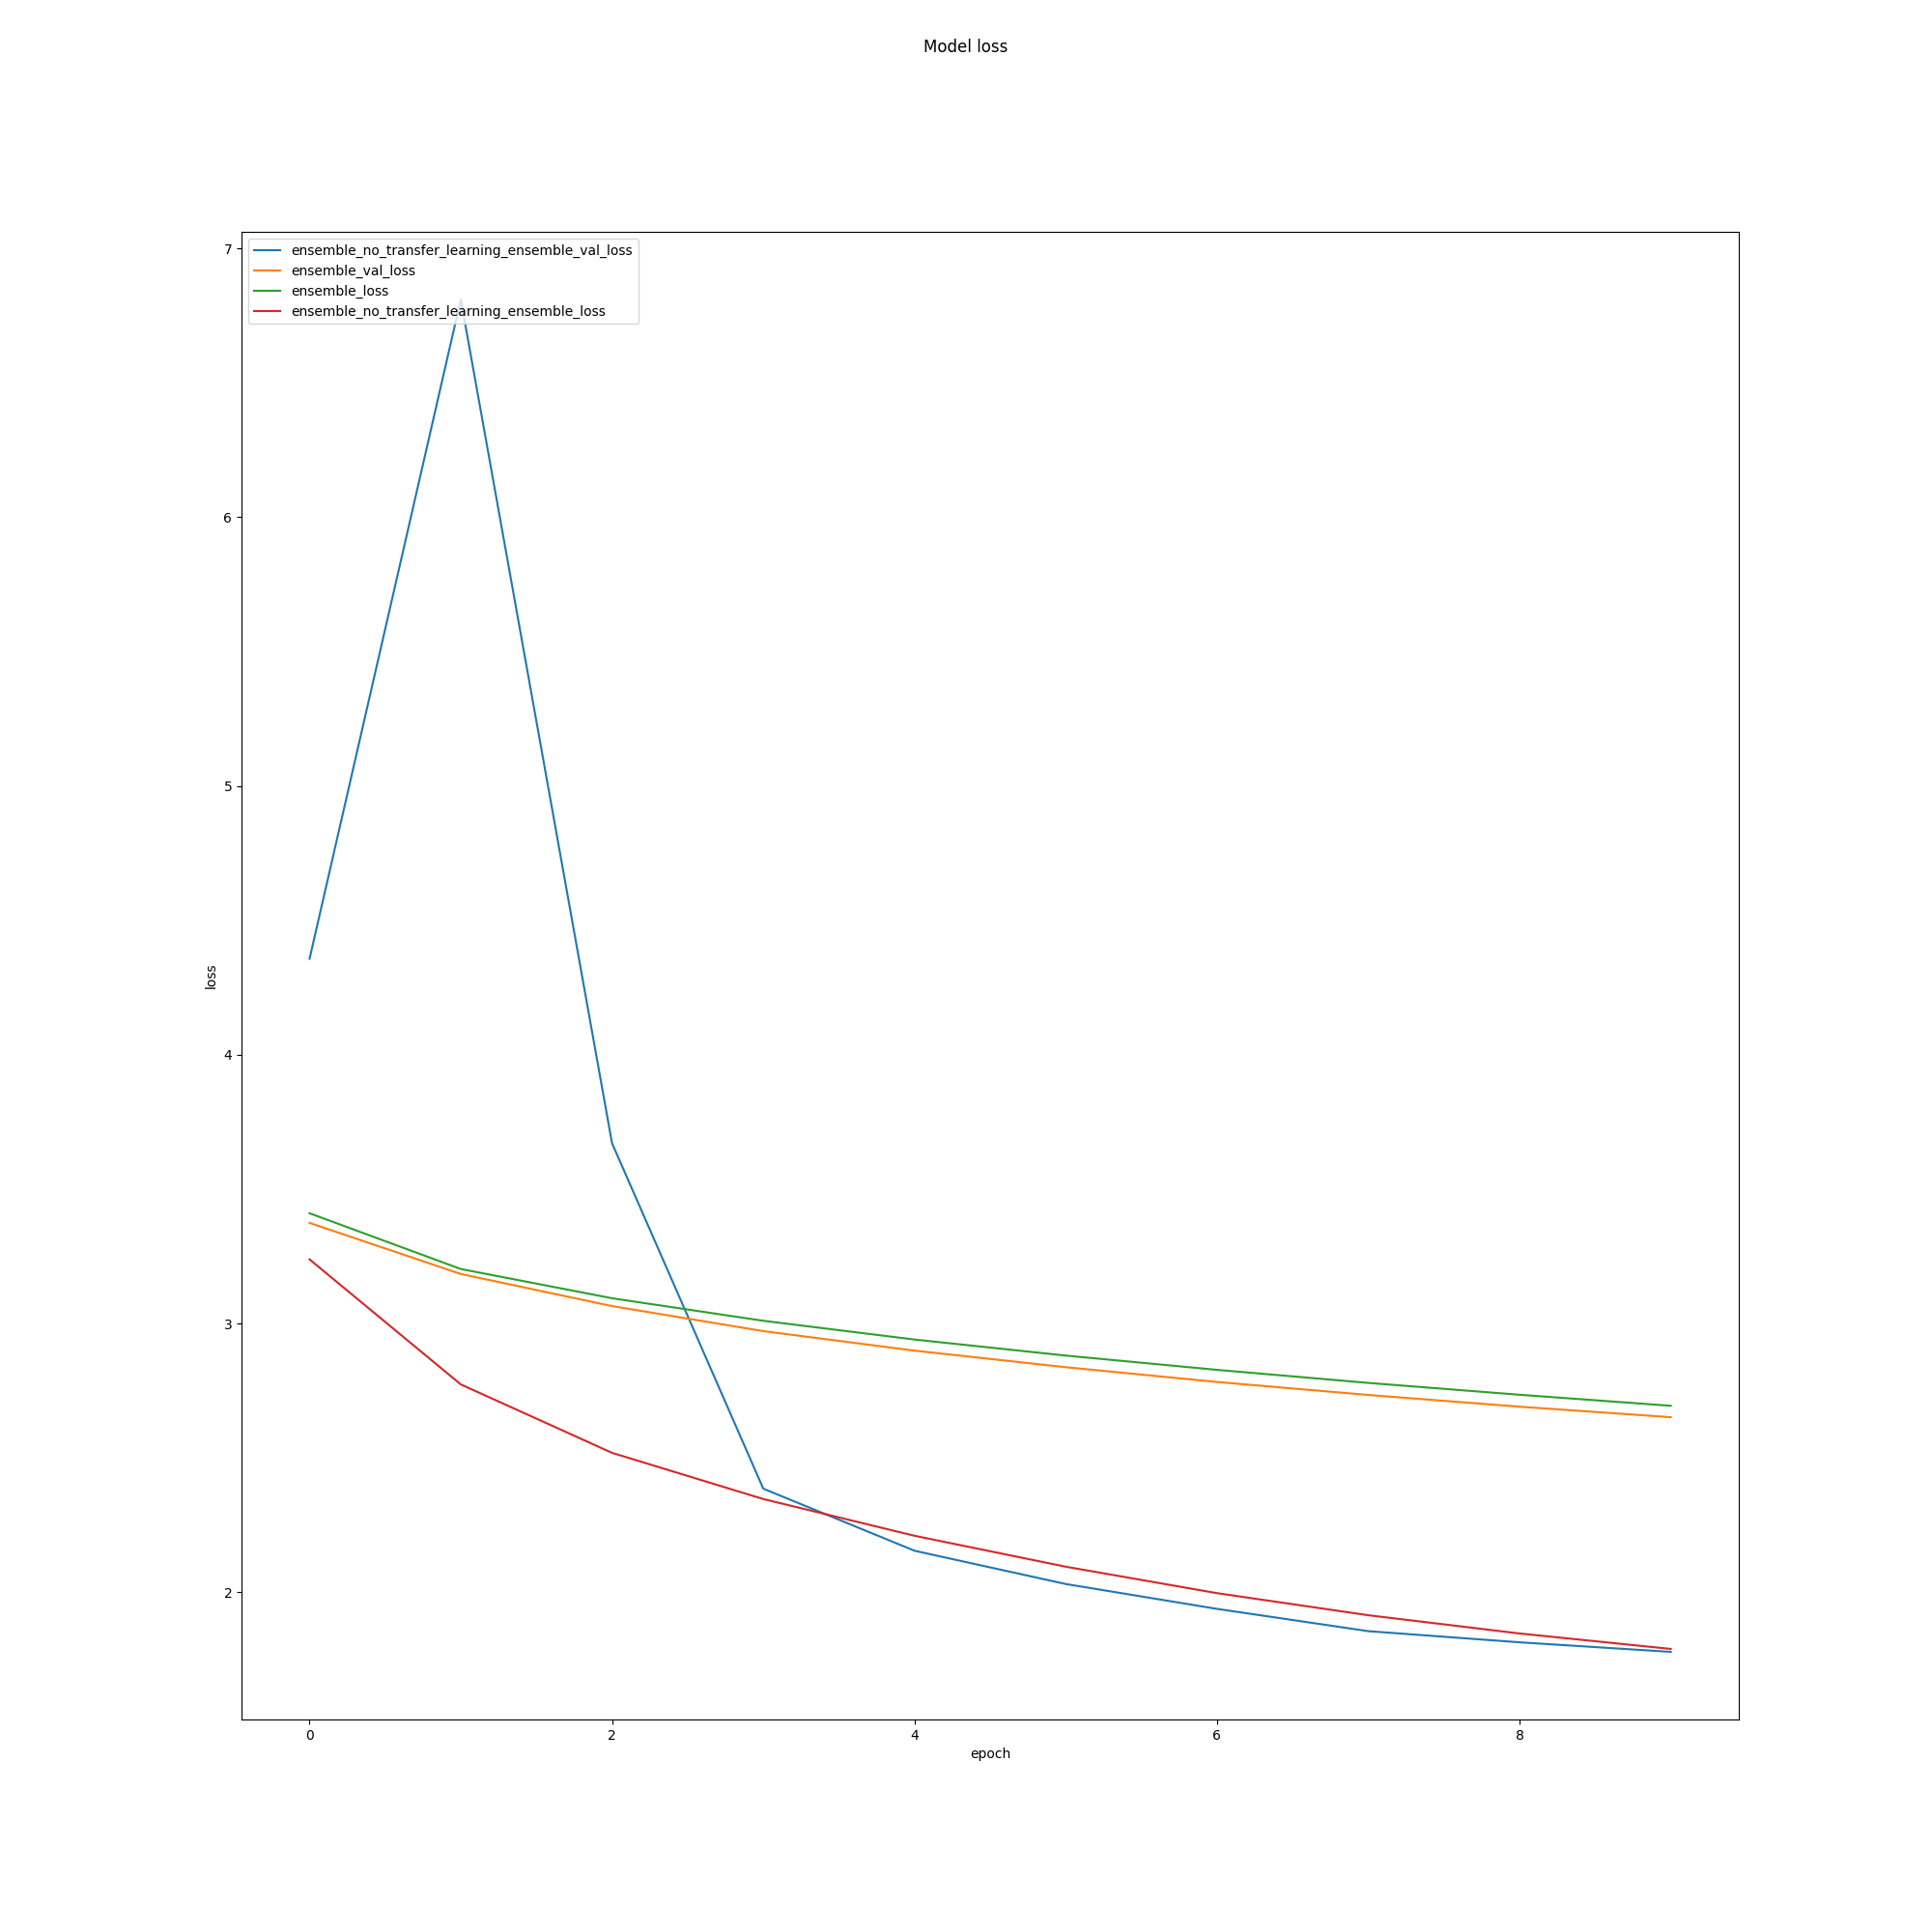 Model loss
7
ensemble_no_transfer_learning_ensemble_val_loss
ensemble_val_loss
ensemble_loss
ensemble_no_transfer_learning_ensemble_loss
6
5
loss
4
3
2
0 2 4 6 8
epoch